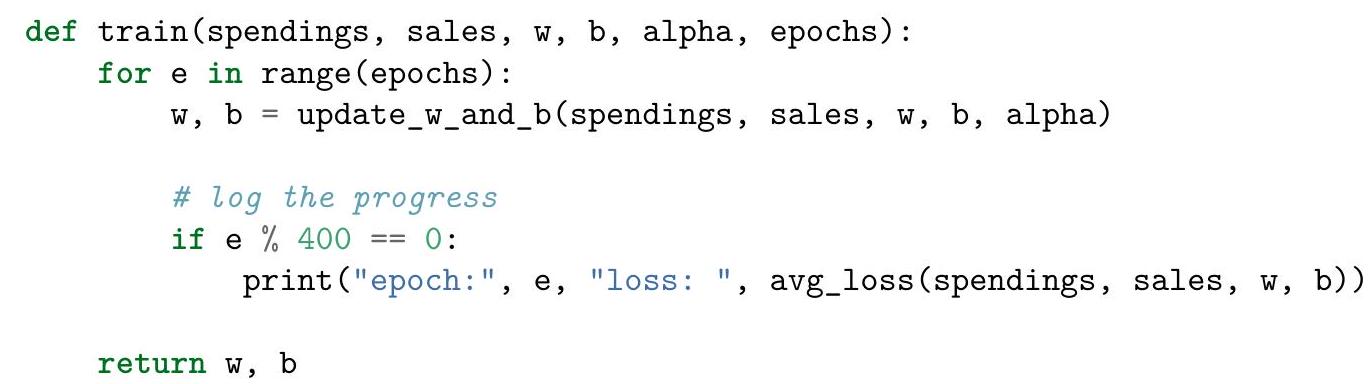 def train(spendings, sales, w, b, alpha, epochs):
    for e in range(epochs):
        w, b = update_w_and_b(spendings, sales, w, b, alpha)

        # log the progress
        if e % 400 == 0:
            print("epoch:", e, "loss: ", avg_loss(spendings, sales, w, b))

    return w, b